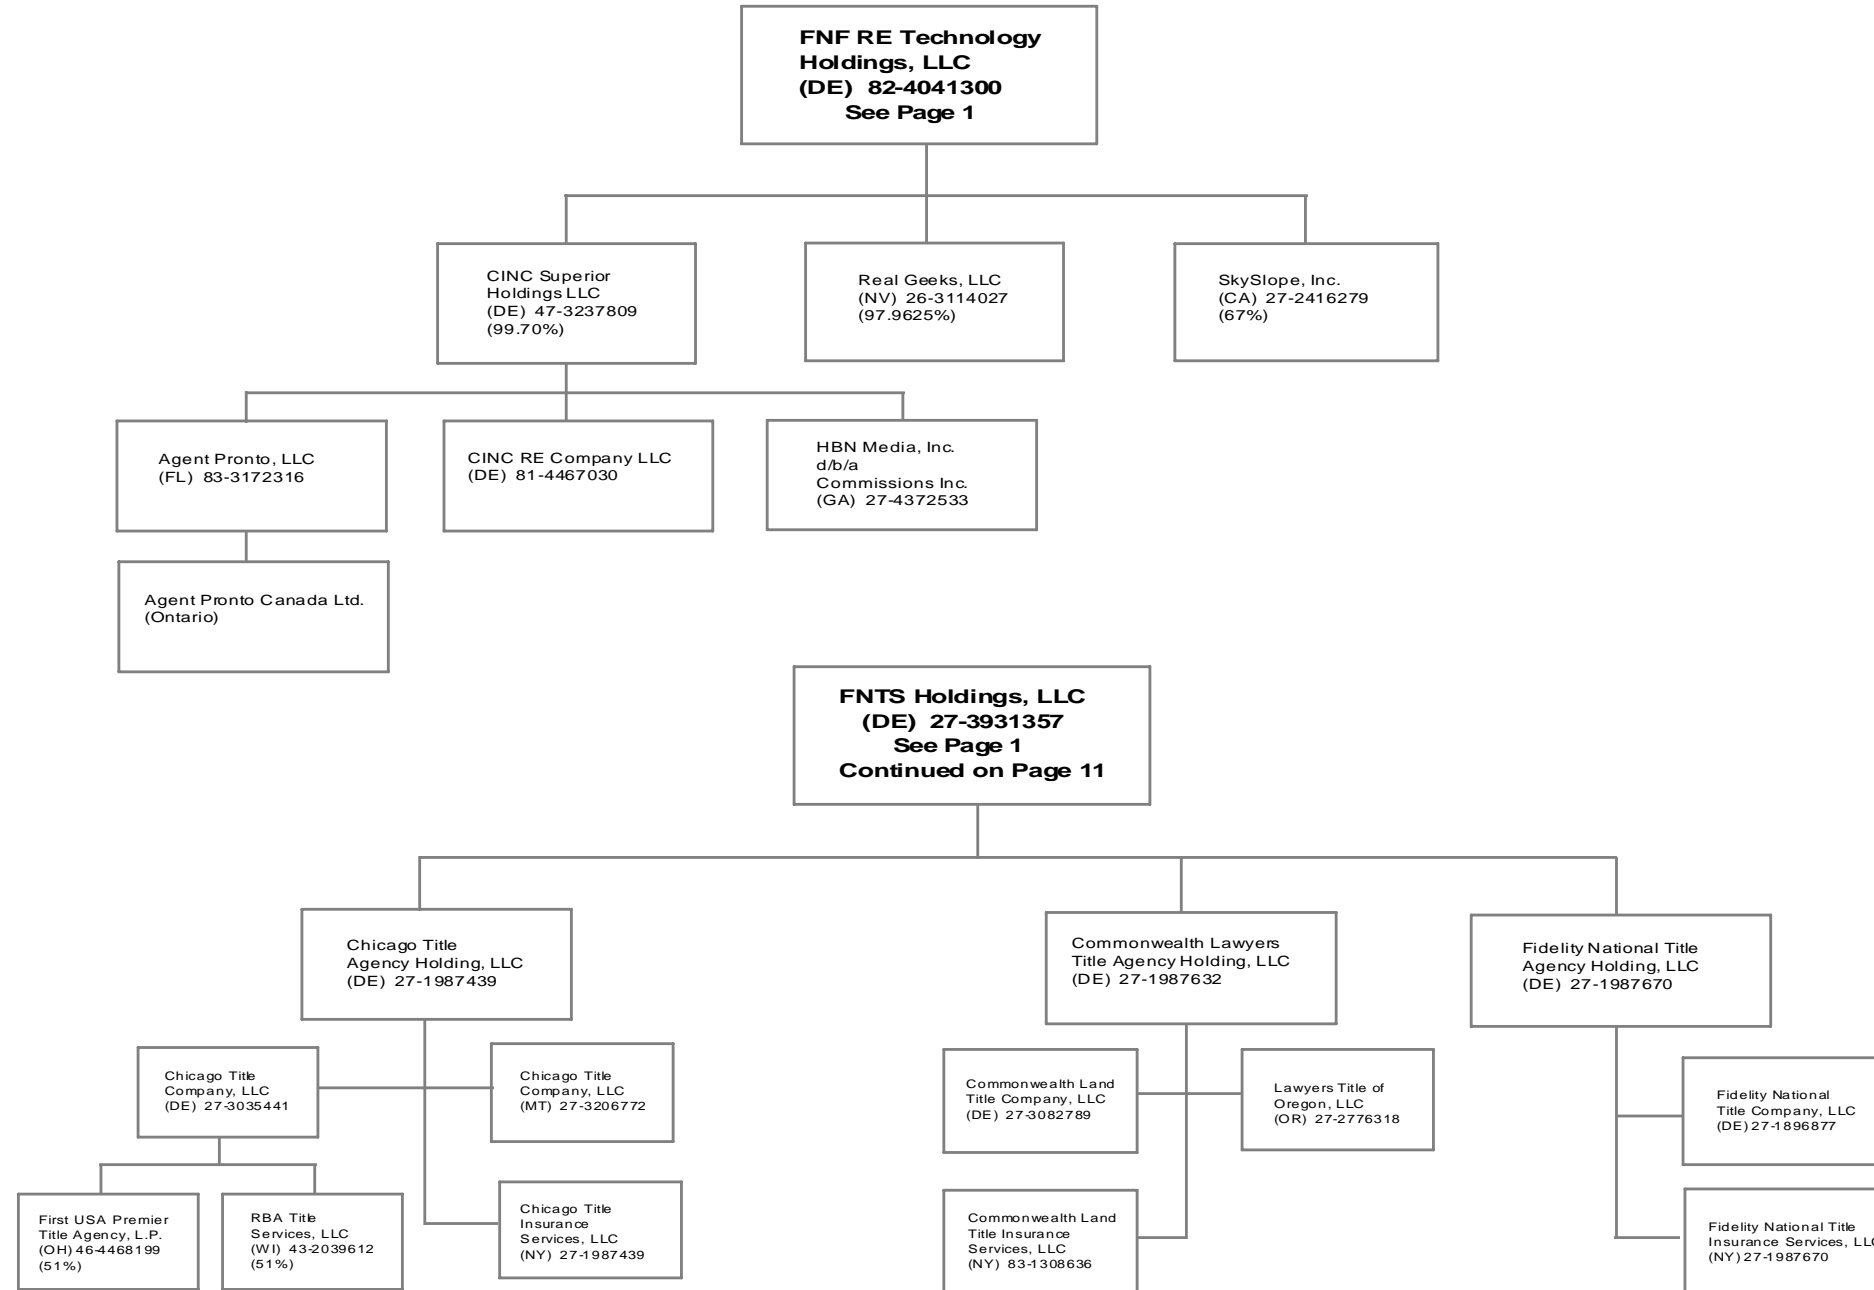 FNF RE Technology
Holdings, LLC
(DE) 82-4041300
See Page 1
CINC Superior
Holdings LLC
(DE) 47-3237809
(99.70%)
Real Geeks, LLC
(NV) 26-3114027
(97.9625%)
SkySlope, Inc.
(CA) 27-2416279
(67%)
Agent Pronto, LLC
(FL) 83-3172316
CINC RE Company LLC
(DE) 81-4467030
HBN Media, Inc.
d/b/a
Commissions Inc.
(GA) 27-4372533
Agent Pronto Canada Ltd.
(Ontario)
FNTS Holdings, LLC
(DE) 27-3931357
See Page 1
Continued on Page 11
Chicago Title
Agency Holding, LLC
(DE) 27-1987439
Commonwealth Lawyers
Title Agency Holding, LLC
(DE) 27-1987632
Fidelity National Title
Agency Holding, LLC
(DE) 27-1987670
Chicago Title
Company, LLC
(DE) 27-3035441
Chicago Title
Company, LLC
(MT) 27-3206772
Commonwealth Land
Title Company, LLC
(DE) 27-3082789
Lawyers Title of
Oregon, LLC
(OR) 27-2776318
Fidelity National
Title Company, LLC
(DE) 27-1896877
First USA Premier
Title Agency, L.P.
(OH) 46-4468199
(51%)
RBA Title
Services, LLC
(WI) 43-2039612
(51%)
Chicago Title
Insurance
Services, LLC
(NY) 27-1987439
Commonwealth Land
Title Insurance
Services, LLC
(NY) 83-1308636
Fidelity National Title
Insurance Services, LLC
(NY) 27-1987670